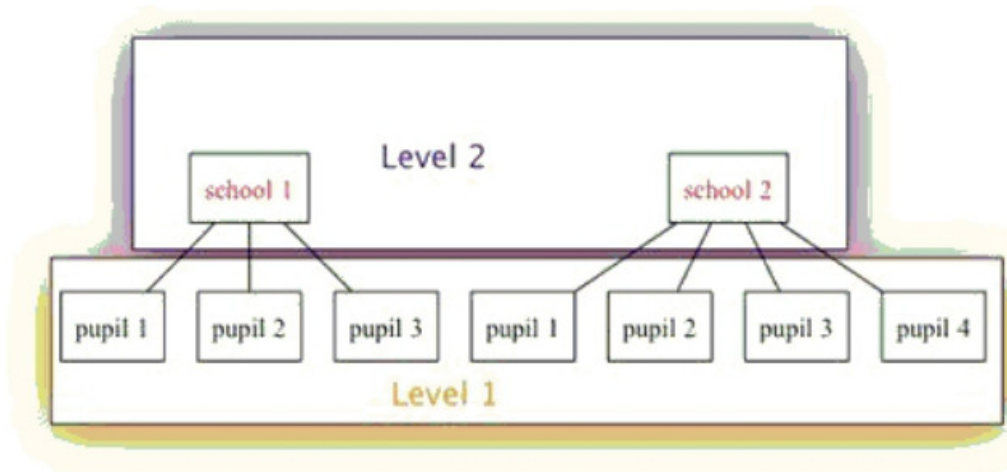 Level 2
school 1
school 2
pupil 1
pupil 2
pupil 3
pupil 1
pupil 2
pupil 3
pupil 4
Level 1